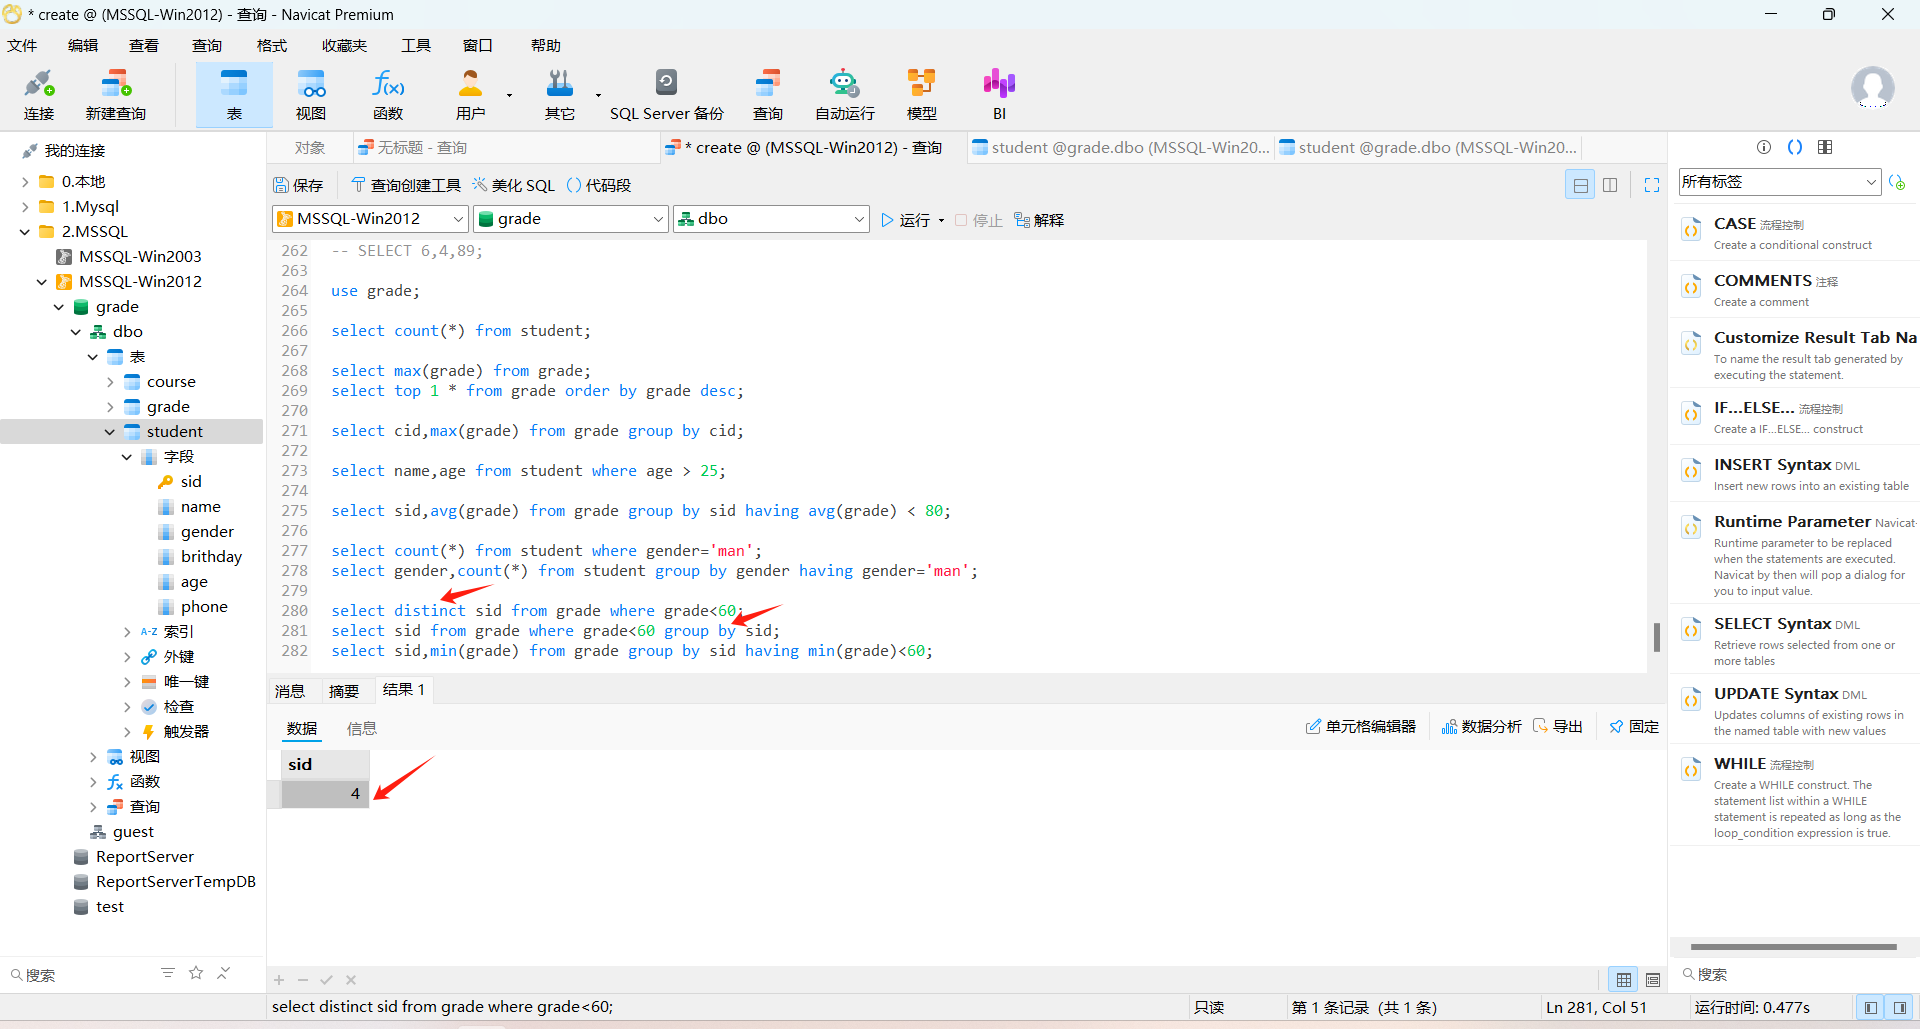 * create @ (MSSQL-Win2012) - 查询 - Navicat Premium
文件 编辑 查看 查询 格式 收藏夹 工具 窗口 帮助
连接 新建查询 表 视图 函数 用户 其它 SQL Server 备份 查询 自动运行 模型 BI
我的连接
0.本地
1.Mysql
2.MSSQL
MSSQL-Win2003
MSSQL-Win2012
grade
dbo
表
course
grade
student
字段
sid
name
gender
brithday
age
phone
索引
外键
唯一键
检查
触发器
视图
函数
查询
guest
ReportServer
ReportServerTempDB
test
搜索
对象 无标题 - 查询 * create @ (MSSQL-Win2012) - 查询 student @grade.dbo (MSSQL-Win20... student @grade.dbo (MSSQL-Win20...
保存 查询创建工具 美化 SQL 代码段
MSSQL-Win2012 grade dbo 运行 停止 解释
262 -- SELECT 6,4,89;
263
264 use grade;
265
266 select count(*) from student;
267
268 select max(grade) from grade;
269 select top 1 * from grade order by grade desc;
270
271 select cid,max(grade) from grade group by cid;
272
273 select name,age from student where age > 25;
274
275 select sid,avg(grade) from grade group by sid having avg(grade) < 80;
276
277 select count(*) from student where gender='man';
278 select gender,count(*) from student group by gender having gender='man';
279
280 select distinct sid from grade where grade<60;
281 select sid from grade where grade<60 group by sid;
282 select sid,min(grade) from grade group by sid having min(grade)<60;
消息 摘要 结果 1
数据 信息 单元格编辑器 数据分析 导出 固定
sid
4
select distinct sid from grade where grade<60; 只读 第 1 条记录 (共 1 条) Ln 281, Col 51 运行时间: 0.477s
所有标签
CASE 流程控制
Create a conditional construct
COMMENTS 注释
Create a comment
Customize Result Tab Na
To name the result tab generated by
executing the statement.
IF...ELSE... 流程控制
Create a IF...ELSE... construct
INSERT Syntax DML
Insert new rows into an existing table
Runtime Parameter Navicat
Runtime parameter to be replaced
when the statements are executed.
Navicat by then will pop a dialog for
you to input value.
SELECT Syntax DML
Retrieve rows selected from one or
more tables
UPDATE Syntax DML
Updates columns of existing rows in
the named table with new values
WHILE 流程控制
Create a WHILE construct. The
statement list within a WHILE
statement is repeated as long as the
loop_condition expression is true.
搜索